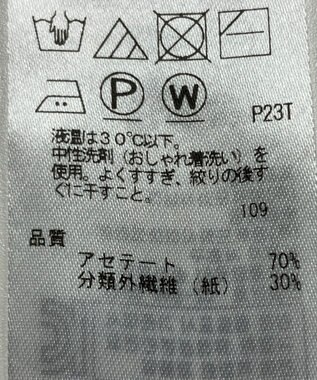 P W
P23T
液温は30℃以下。
中性洗剤（おしゃれ着洗い）を
使用。よくすすぎ、絞りの後す
ぐに干すこと。
109
品質
アセテート 70%
分類外繊維（紙） 30%